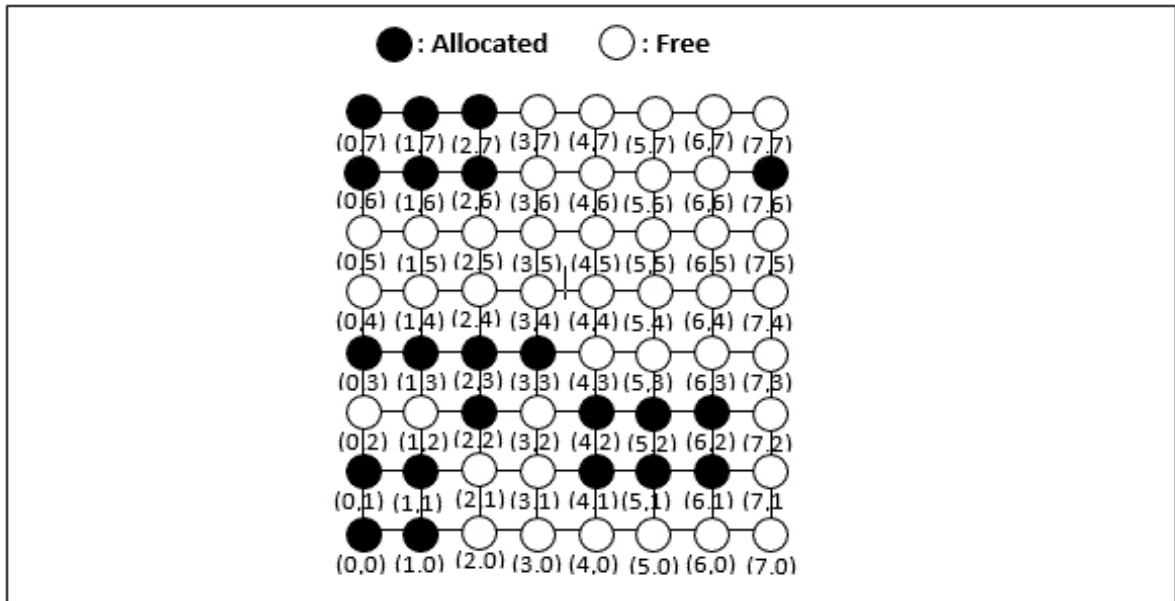 : Allocated : Free
(0,7) (1,7) (2.7) (3,7) (4,7) (5.7) (6,7) (7.7)
(0,6) (1,6) (2,6) (3,6) (4,6) (5.6) (6,6) (7.6)
(0,5) (1,5) (2,5) (3,5) (4,5) (5,5) (6,5) (7,5)
(0,4) (1,4) (2.4) (3,4) (4,4) (5.4) (6,4) (7.4)
(0,3) (1,3) (2,3) (3,3) (4,3) (5,3) (6,3) (7,3)
(0,2) (1,2) (2,2) (3,2) (4,2) (5,2) (6,2) (7.2)
(0,1) (1,1) (2,1) (3,1) (4,1) (5,1) (6.1) (7,1
(0,0) (1.0) (2.0) (3.0) (4,0) (5.0) (6,0) (7.0)